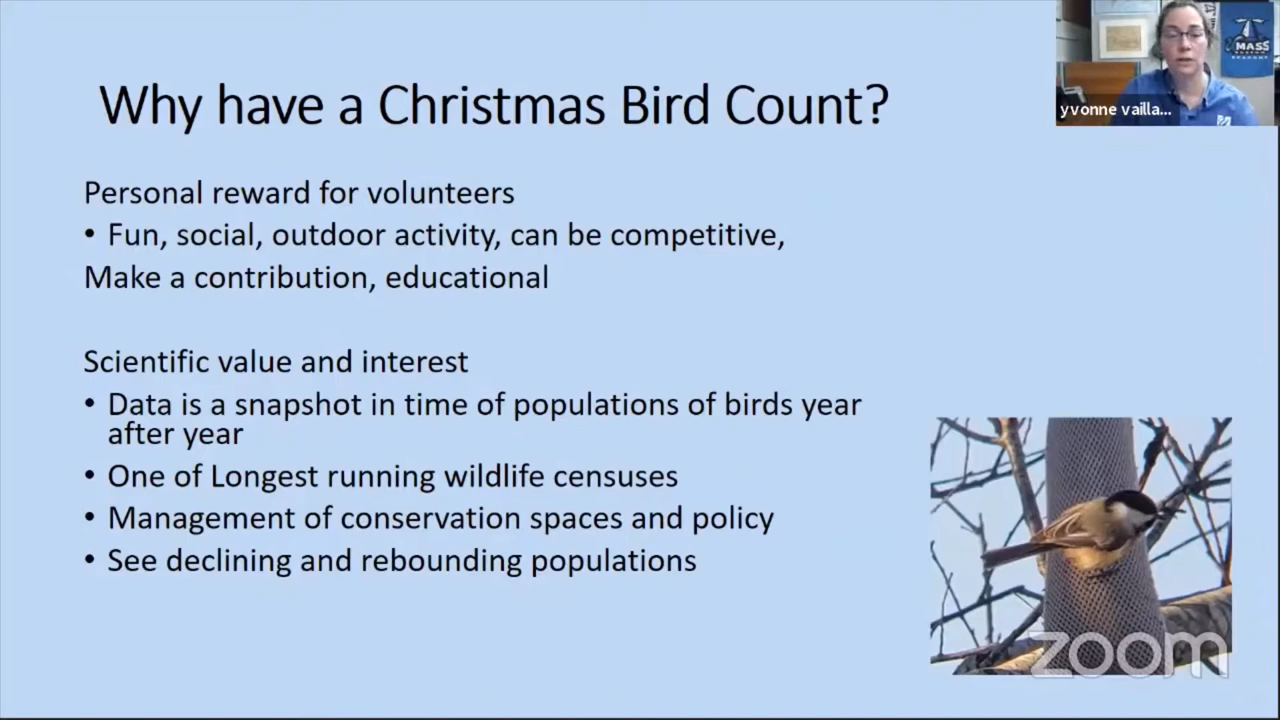 Why have a Christmas Bird Count?
MASS
yvonne vailla...
Personal reward for volunteers
• Fun, social, outdoor activity, can be competitive,
Make a contribution, educational
Scientific value and interest
• Data is a snapshot in time of populations of birds year
after year
• One of Longest running wildlife censuses
• Management of conservation spaces and policy
• See declining and rebounding populations
zoom